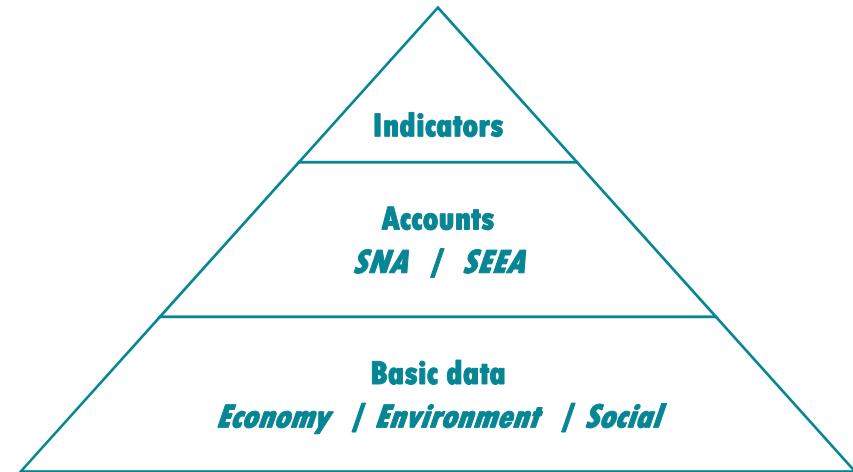 Indicators
Accounts
SNA / SEEA
Basic data
Economy / Environment / Social